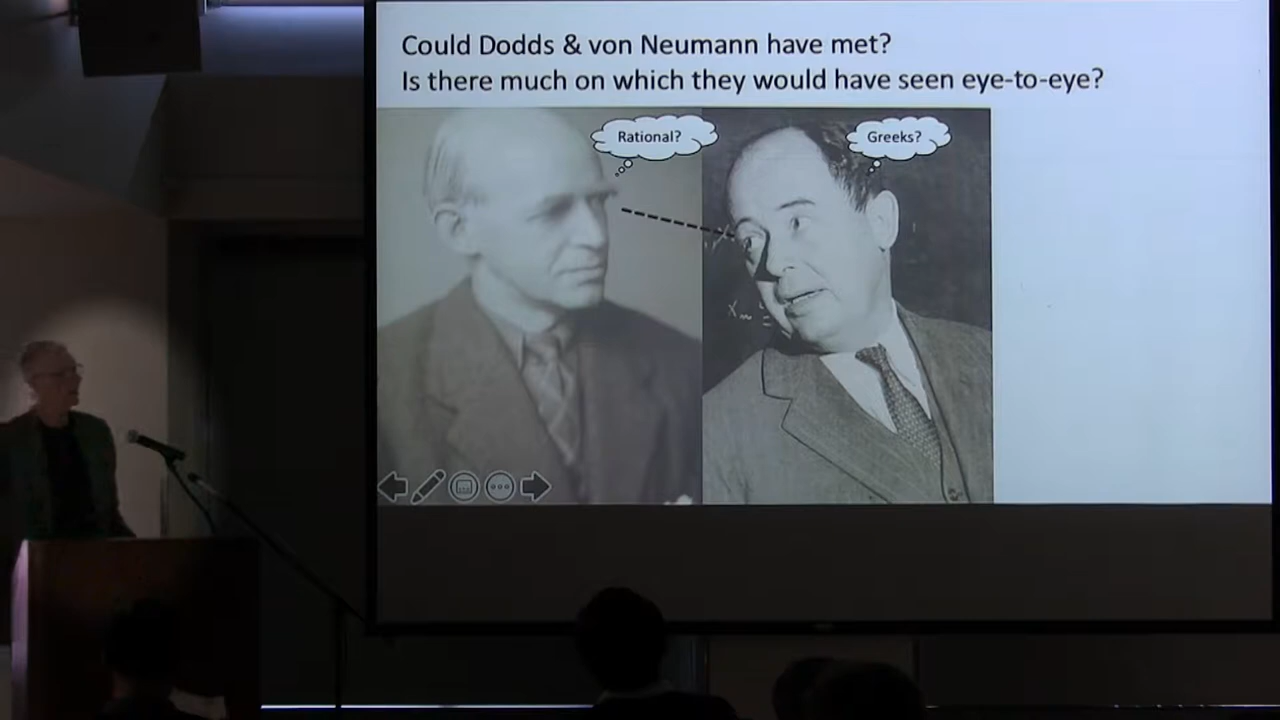 Could Dodds & von Neumann have met?
Is there much on which they would have seen eye-to-eye?
Rational?
Greeks?